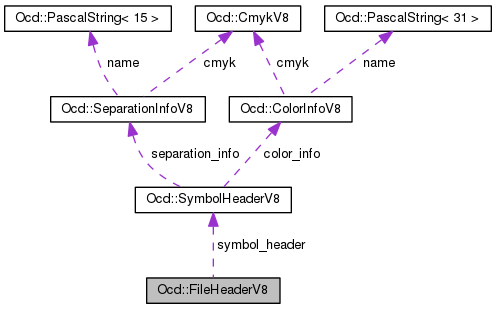 Ocd::PascalString< 15 >
Ocd::CmykV8
Ocd::PascalString< 31 >
name
cmyk
cmyk
name
Ocd::SeparationInfoV8
Ocd::ColorInfoV8
separation_info
color_info
Ocd::SymbolHeaderV8
symbol_header
Ocd::FileHeaderV8